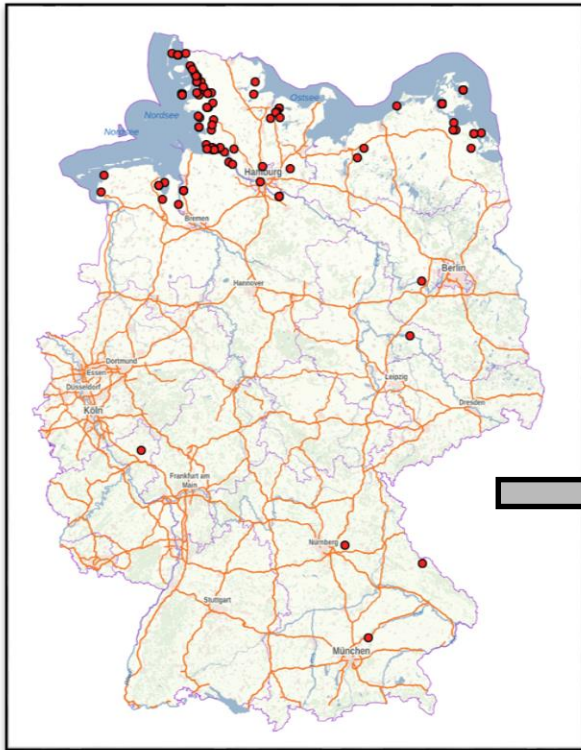 Ostsee
Nordsee
Nordsee
Hamburg
Bremen
Berlin
Hannover
Dortmund
Essen
Düsseldorf
Leipzig
Köln
Dresden
Frankfurt am
Main
Nürnberg
Stuttgart
München